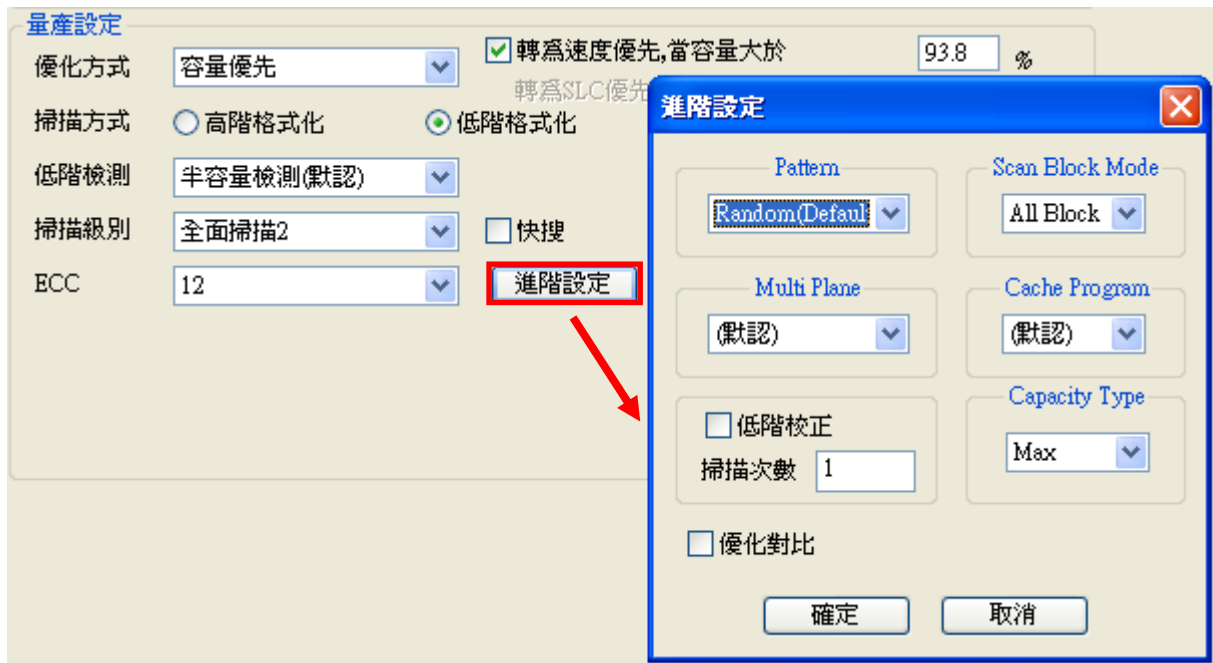 量產設定
優化方式 容量優先 轉爲速度優先,當容量大於 93.8 %
轉爲SLC優先
掃描方式 高階格式化 低階格式化
低階檢測 半容量檢測(默認)
掃描級別 全面掃描2 快搜
ECC 12 進階設定
進階設定
Pattern Scan Block Mode
Random(Defaul All Block
Multi Plane Cache Program
(默認) (默認)
Capacity Type
低階校正
Max
掃描次數 1
優化對比
確定 取消